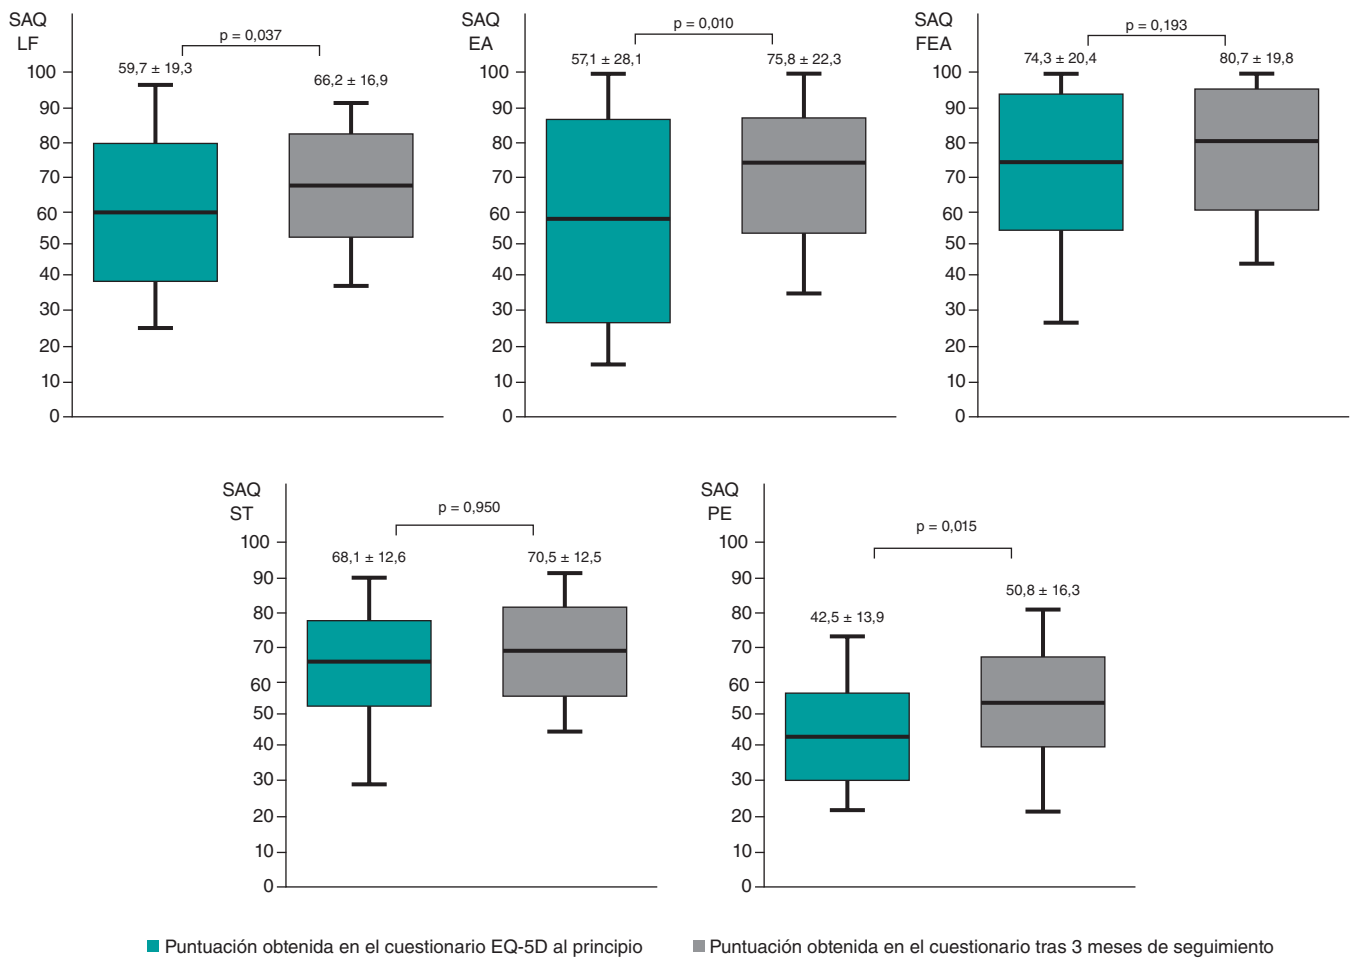 SAQ
LF
p = 0,037
59,7 ± 19,3
66,2 ± 16,9
100
90
80
70
60
50
40
30
20
10
0
SAQ
EA
p = 0,010
57,1 ± 28,1
75,8 ± 22,3
100
90
80
70
60
50
40
30
20
10
0
SAQ
FEA
p = 0,193
74,3 ± 20,4
80,7 ± 19,8
100
90
80
70
60
50
40
30
20
10
0
SAQ
ST
p = 0,950
68,1 ± 12,6
70,5 ± 12,5
100
90
80
70
60
50
40
30
20
10
0
SAQ
PE
p = 0,015
42,5 ± 13,9
50,8 ± 16,3
100
90
80
70
60
50
40
30
20
10
0
Puntuación obtenida en el cuestionario EQ-5D al principio
Puntuación obtenida en el cuestionario tras 3 meses de seguimiento